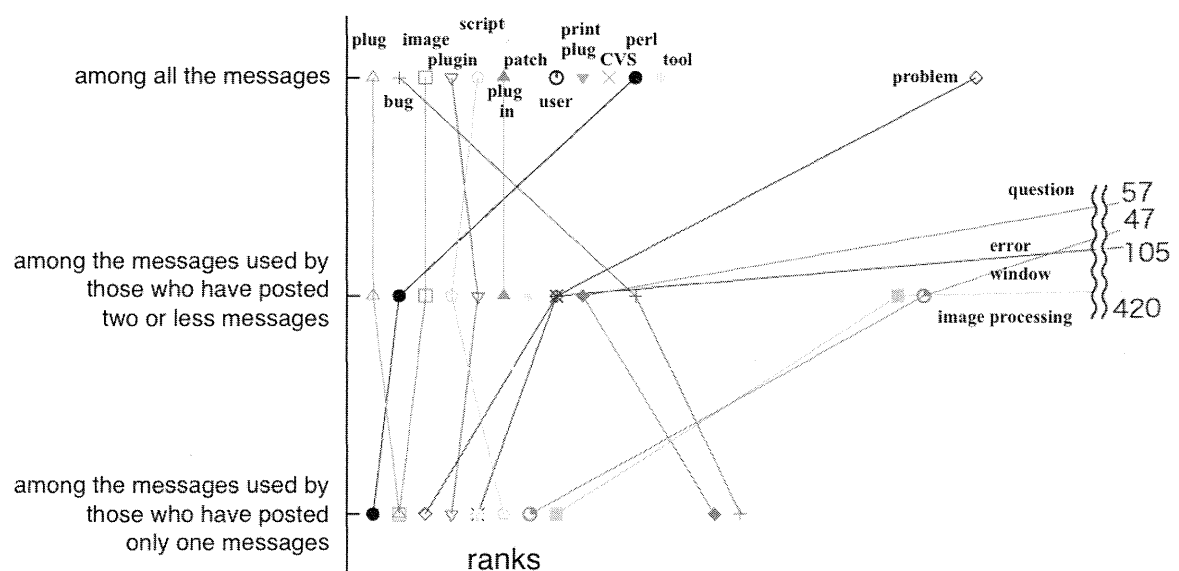 script
plug image print perl
plugin patch plug CVS tool
among all the messages problem
bug plug user
in
question 57
47
error 105
among the messages used by
those who have posted window
two or less messages image processing 420
among the messages used by
those who have posted
only one messages
ranks